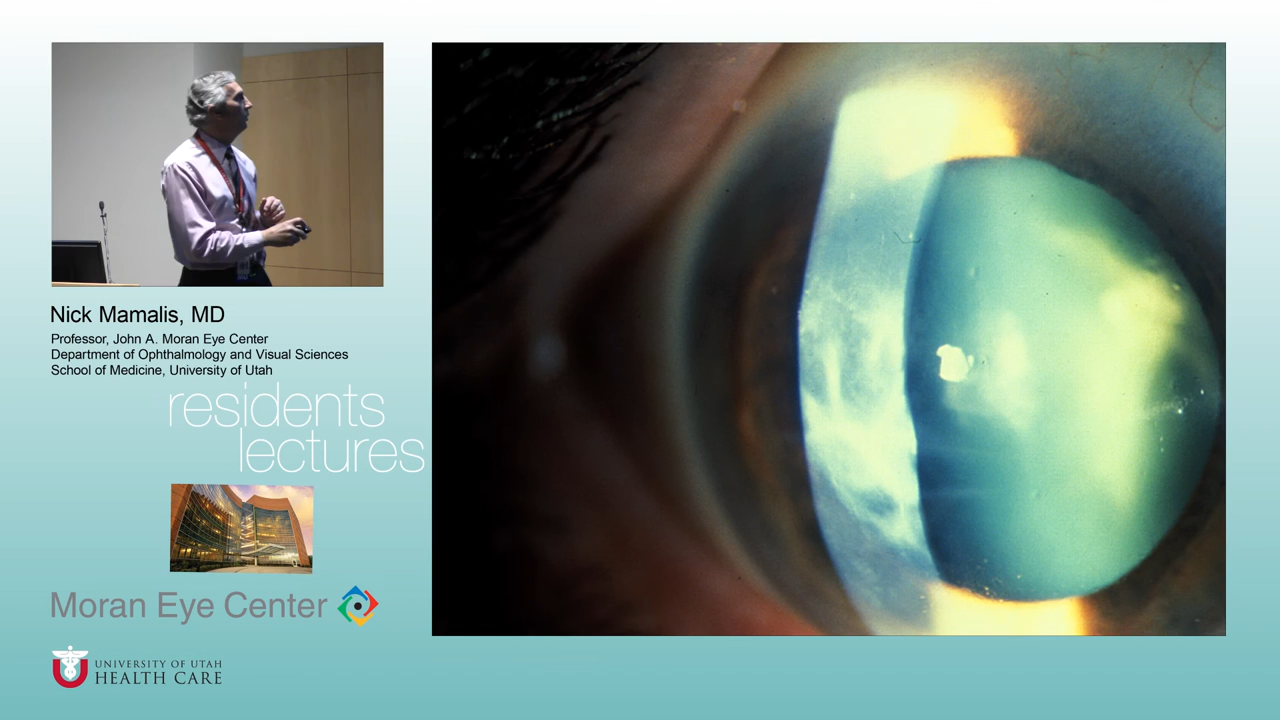 Nick Mamalis, MD
Professor, John A. Moran Eye Center
Department of Ophthalmology and Visual Sciences
School of Medicine, University of Utah
residents
lectures
Moran Eye Center
UNIVERSITY OF UTAH
HEALTH CARE